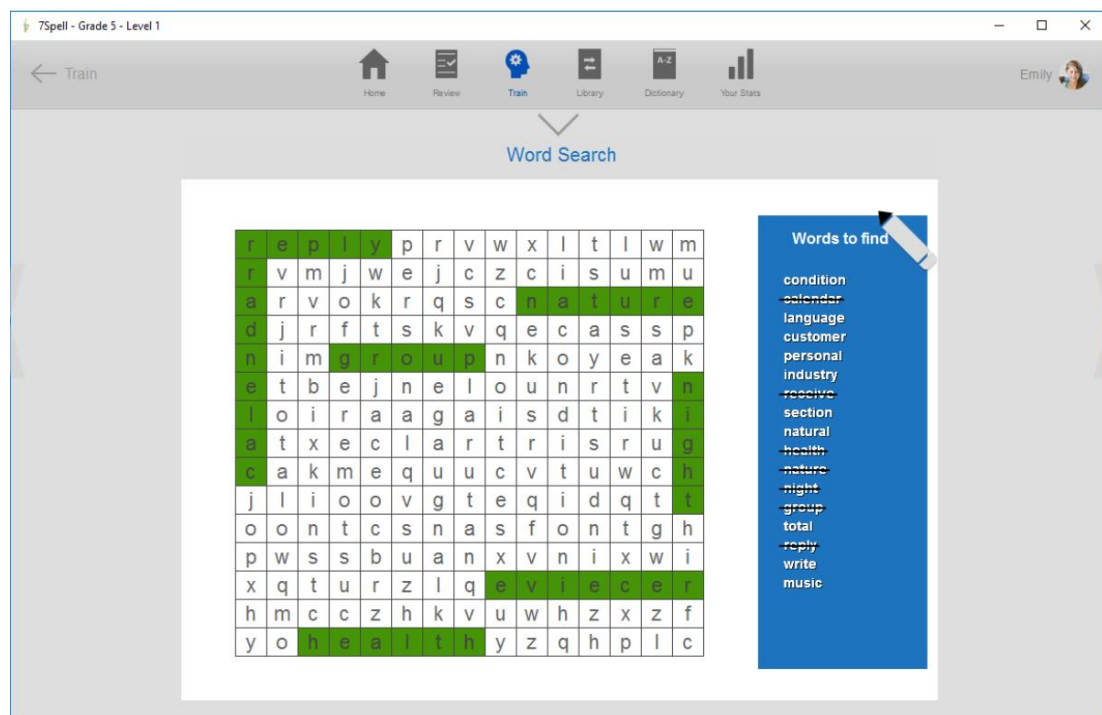 7Spell - Grade 5 - Level 1
Train
Home
Review
A-Z
Train
Library
Dictionary
Your Stats
Emily
Word Search
r e p l y p r v w x l t l w m
r v m j w e j c z c i s u m u
a r v o k r q s c n a t u r e
d j r f t s k v q e c a s s p
n i m g r o u p n k o y e a k
e t b e j n e l o u n r t v n
l o i r a a g a i s d t i k i
a t x e c l a r t r i s r u g
c a k m e q u u c v t u w c h
j l i o o v g t e q i d q t t
o o n t c s n a s f o n t g h
p w s s b u a n x v n i x w i
x q t u r z l q e v i e c e r
h m c c z h k v u w h z x z f
y o h e a l t h y z q h p l c
Words to find
condition
calendar
language
customer
personal
industry
receive
section
natural
health
nature
night
group
total
reply
write
music